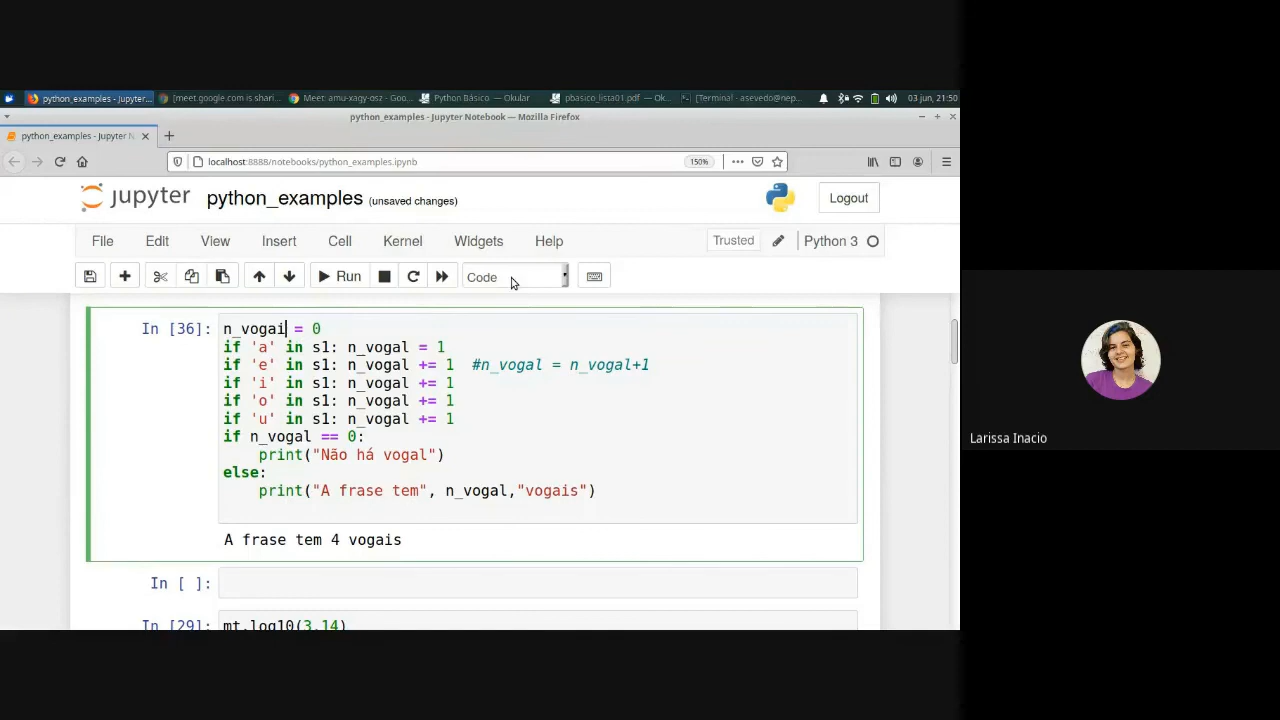 python_examples - Jupyter...
[meet.google.com is shari...
Meet: amu-xagy-osz - Goo...
Python Básico — Okular
pbasico_lista01.pdf — Ok...
[Terminal - asevedo@nep...
03 jun, 21:50
python_examples - Jupyter Notebook — Mozilla Firefox
python_examples - Jupyter N
localhost:8888/notebooks/python_examples.ipynb
150%
jupyter
python_examples (unsaved changes)
Logout
File Edit View Insert Cell Kernel Widgets Help
Trusted
Python 3
Run
Code
In [36]:
n_vogai = 0
if 'a' in s1: n_vogal = 1
if 'e' in s1: n_vogal += 1 #n_vogal = n_vogal+1
if 'i' in s1: n_vogal += 1
if 'o' in s1: n_vogal += 1
if 'u' in s1: n_vogal += 1
if n_vogal == 0:
print("Não há vogal")
else:
print("A frase tem", n_vogal,"vogais")
A frase tem 4 vogais
In [ ]:
In [29]:
mt.log10(3.14)
Larissa Inacio